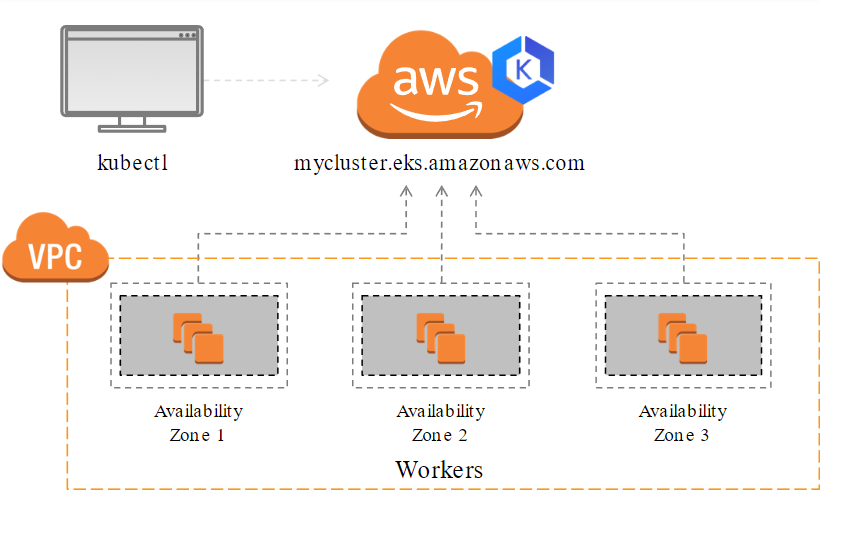 aws
K
kubectl
mycluster.eks.amazonaws.com
VPC
Availability
Zone 1
Availability
Zone 2
Availability
Zone 3
Workers